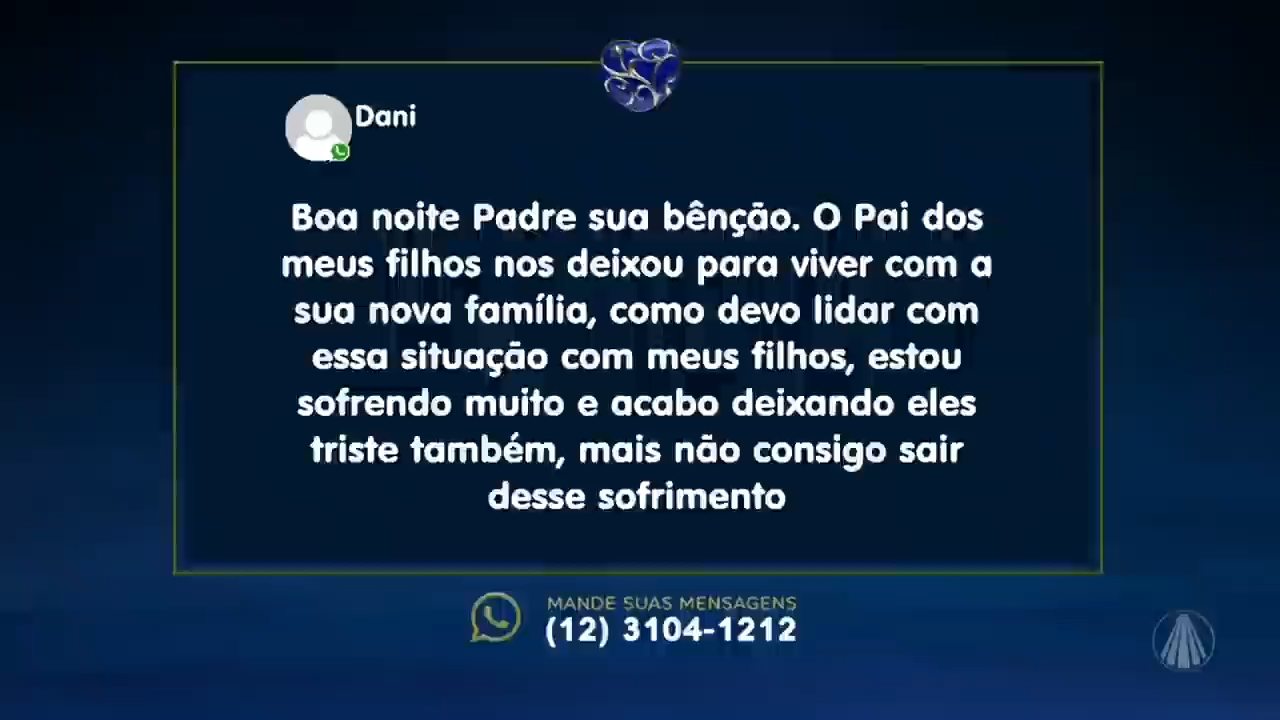 Dani
Boa noite Padre sua bênção. O Pai dos
meus filhos nos deixou para viver com a
sua nova família, como devo lidar com
essa situação com meus filhos, estou
sofrendo muito e acabo deixando eles
triste também, mais não consigo sair
desse sofrimento
MANDE SUAS MENSAGENS
(12) 3104-1212